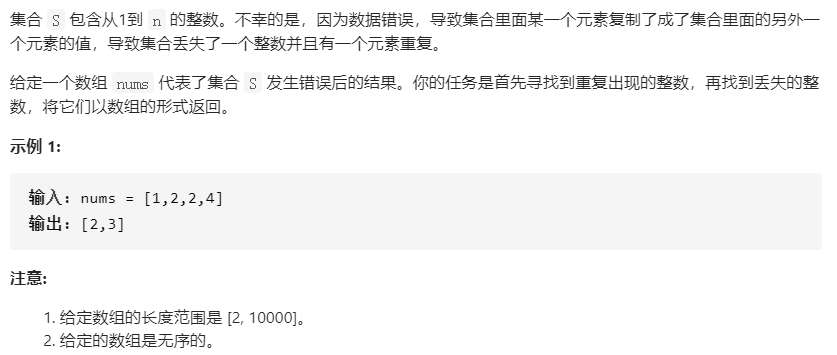 集合 S 包含从1到 n 的整数。不幸的是，因为数据错误，导致集合里面某一个元素复制了成了集合里面的另外一
个元素的值，导致集合丢失了一个整数并且有一个元素重复。
给定一个数组 nums 代表了集合 S 发生错误后的结果。你的任务是首先寻找到重复出现的整数，再找到丢失的整
数，将它们以数组的形式返回。
示例 1:
输入: nums = [1,2,2,4]
输出: [2,3]
注意:
1. 给定数组的长度范围是 [2, 10000]。
2. 给定的数组是无序的。